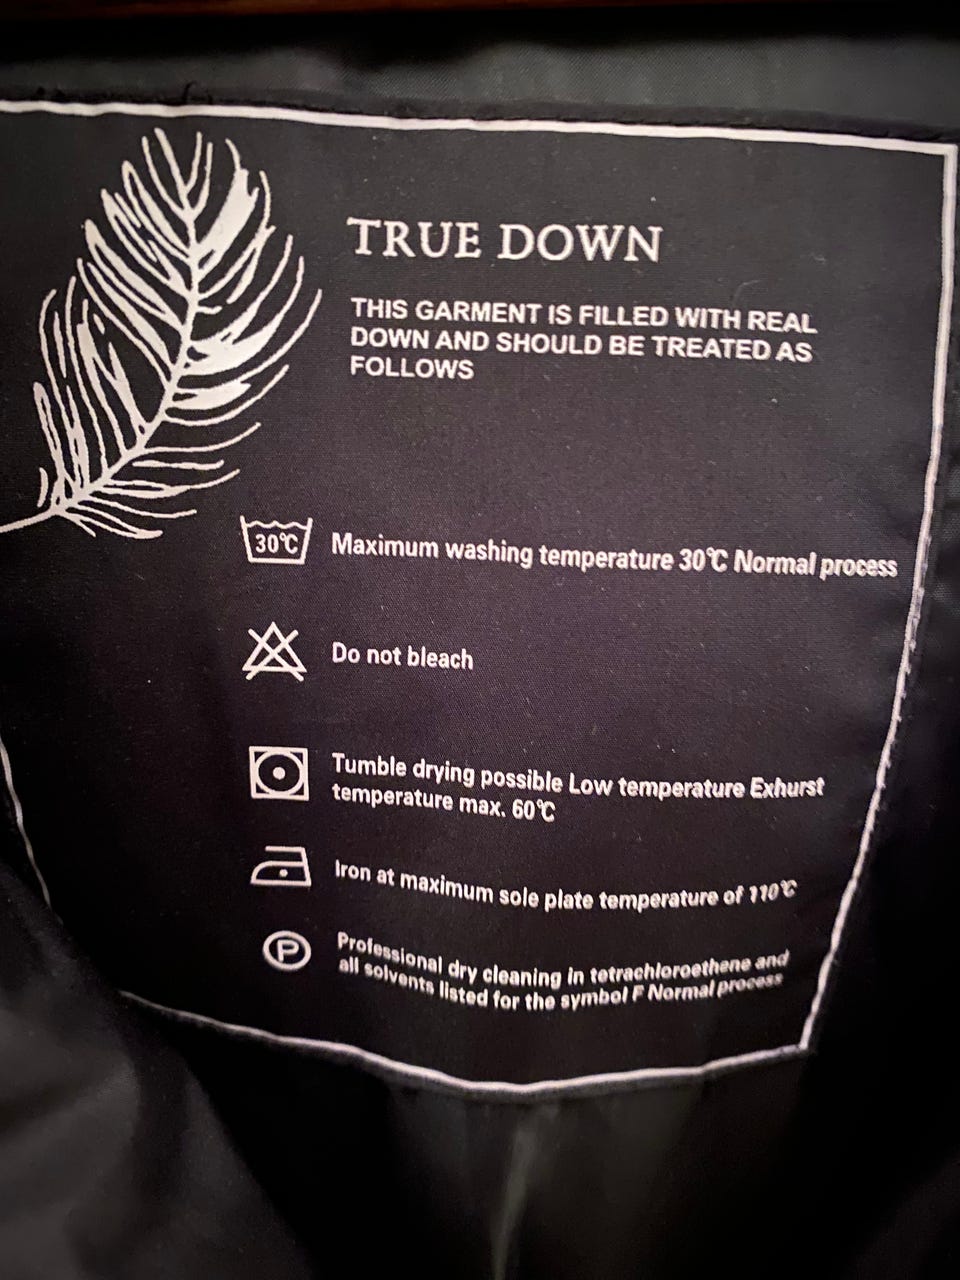 TRUE DOWN
THIS GARMENT IS FILLED WITH REAL
DOWN AND SHOULD BE TREATED AS
FOLLOWS
30℃ Maximum washing temperature 30℃ Normal process
Do not bleach
Tumble drying possible Low temperature Exhurst
temperature max. 60℃
Iron at maximum sole plate temperature of 110℃
P Professional dry cleaning in tetrachloroethene and
all solvents listed for the symbol F Normal process